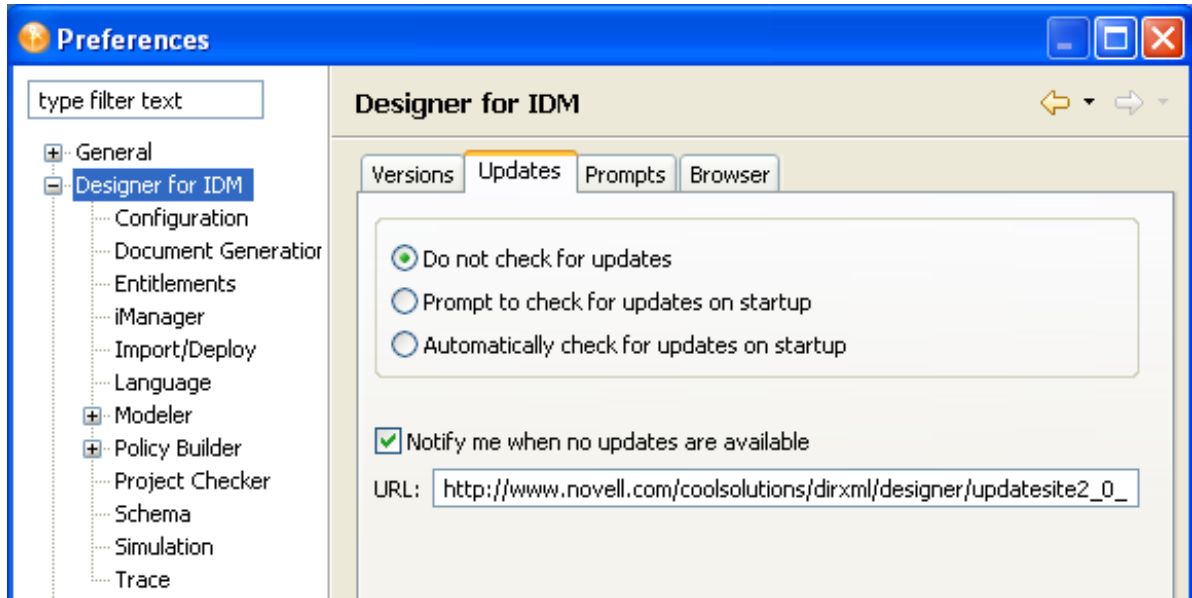 Preferences
type filter text
General
Designer for IDM
Configuration
Document Generation
Entitlements
iManager
Import/Deploy
Language
Modeler
Policy Builder
Project Checker
Schema
Simulation
Trace
Designer for IDM
Versions Updates Prompts Browser
Do not check for updates
Prompt to check for updates on startup
Automatically check for updates on startup
Notify me when no updates are available
URL: http://www.novell.com/coolsolutions/dirxml/designer/updatesite2_0_